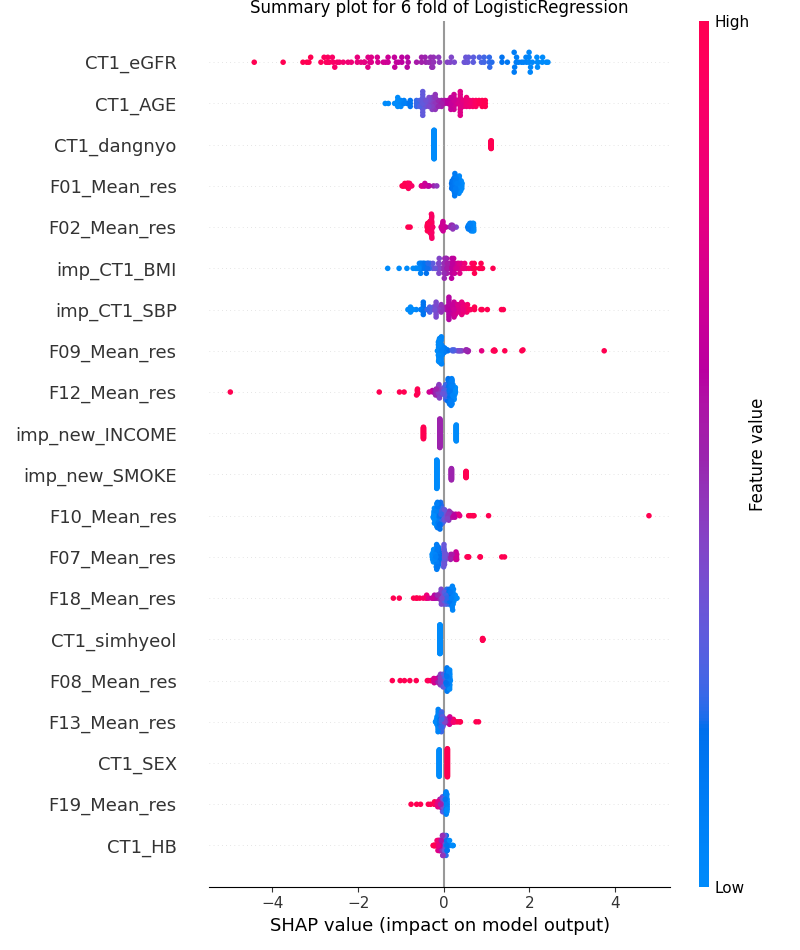 Summary plot for 6 fold of LogisticRegression
High
CT1_eGFR
CT1_AGE
CT1_dangnyo
F01_Mean_res
F02_Mean_res
imp_CT1_BMI
imp_CT1_SBP
F09_Mean_res
F12_Mean_res
imp_new_INCOME
imp_new_SMOKE
F10_Mean_res
F07_Mean_res
F18_Mean_res
CT1_simhyeol
F08_Mean_res
F13_Mean_res
CT1_SEX
F19_Mean_res
CT1_HB
Feature value
Low
−4 −2 0 2 4
SHAP value (impact on model output)